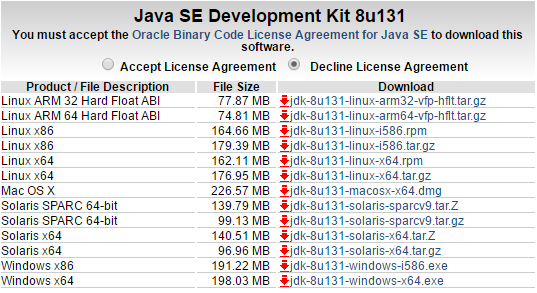 Java SE Development Kit 8u131
You must accept the Oracle Binary Code License Agreement for Java SE to download this
software.
Accept License Agreement Decline License Agreement
Product / File Description File Size Download
Linux ARM 32 Hard Float ABI 77.87 MB jdk-8u131-linux-arm32-vfp-hflt.tar.gz
Linux ARM 64 Hard Float ABI 74.81 MB jdk-8u131-linux-arm64-vfp-hflt.tar.gz
Linux x86 164.66 MB jdk-8u131-linux-i586.rpm
Linux x86 179.39 MB jdk-8u131-linux-i586.tar.gz
Linux x64 162.11 MB jdk-8u131-linux-x64.rpm
Linux x64 176.95 MB jdk-8u131-linux-x64.tar.gz
Mac OS X 226.57 MB jdk-8u131-macosx-x64.dmg
Solaris SPARC 64-bit 139.79 MB jdk-8u131-solaris-sparcv9.tar.Z
Solaris SPARC 64-bit 99.13 MB jdk-8u131-solaris-sparcv9.tar.gz
Solaris x64 140.51 MB jdk-8u131-solaris-x64.tar.Z
Solaris x64 96.96 MB jdk-8u131-solaris-x64.tar.gz
Windows x86 191.22 MB jdk-8u131-windows-i586.exe
Windows x64 198.03 MB jdk-8u131-windows-x64.exe